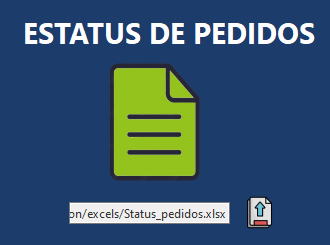 ESTATUS DE PEDIDOS
on/excels/Status_pedidos.xlsx